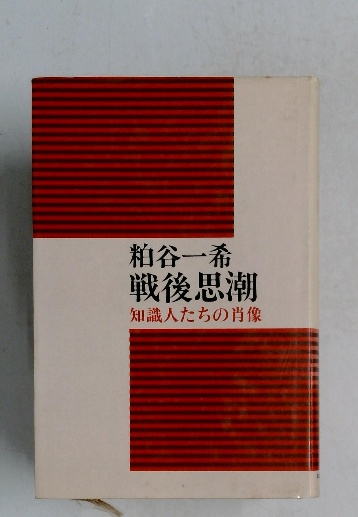 粕谷一希
戦後思潮
知識人たちの肖像